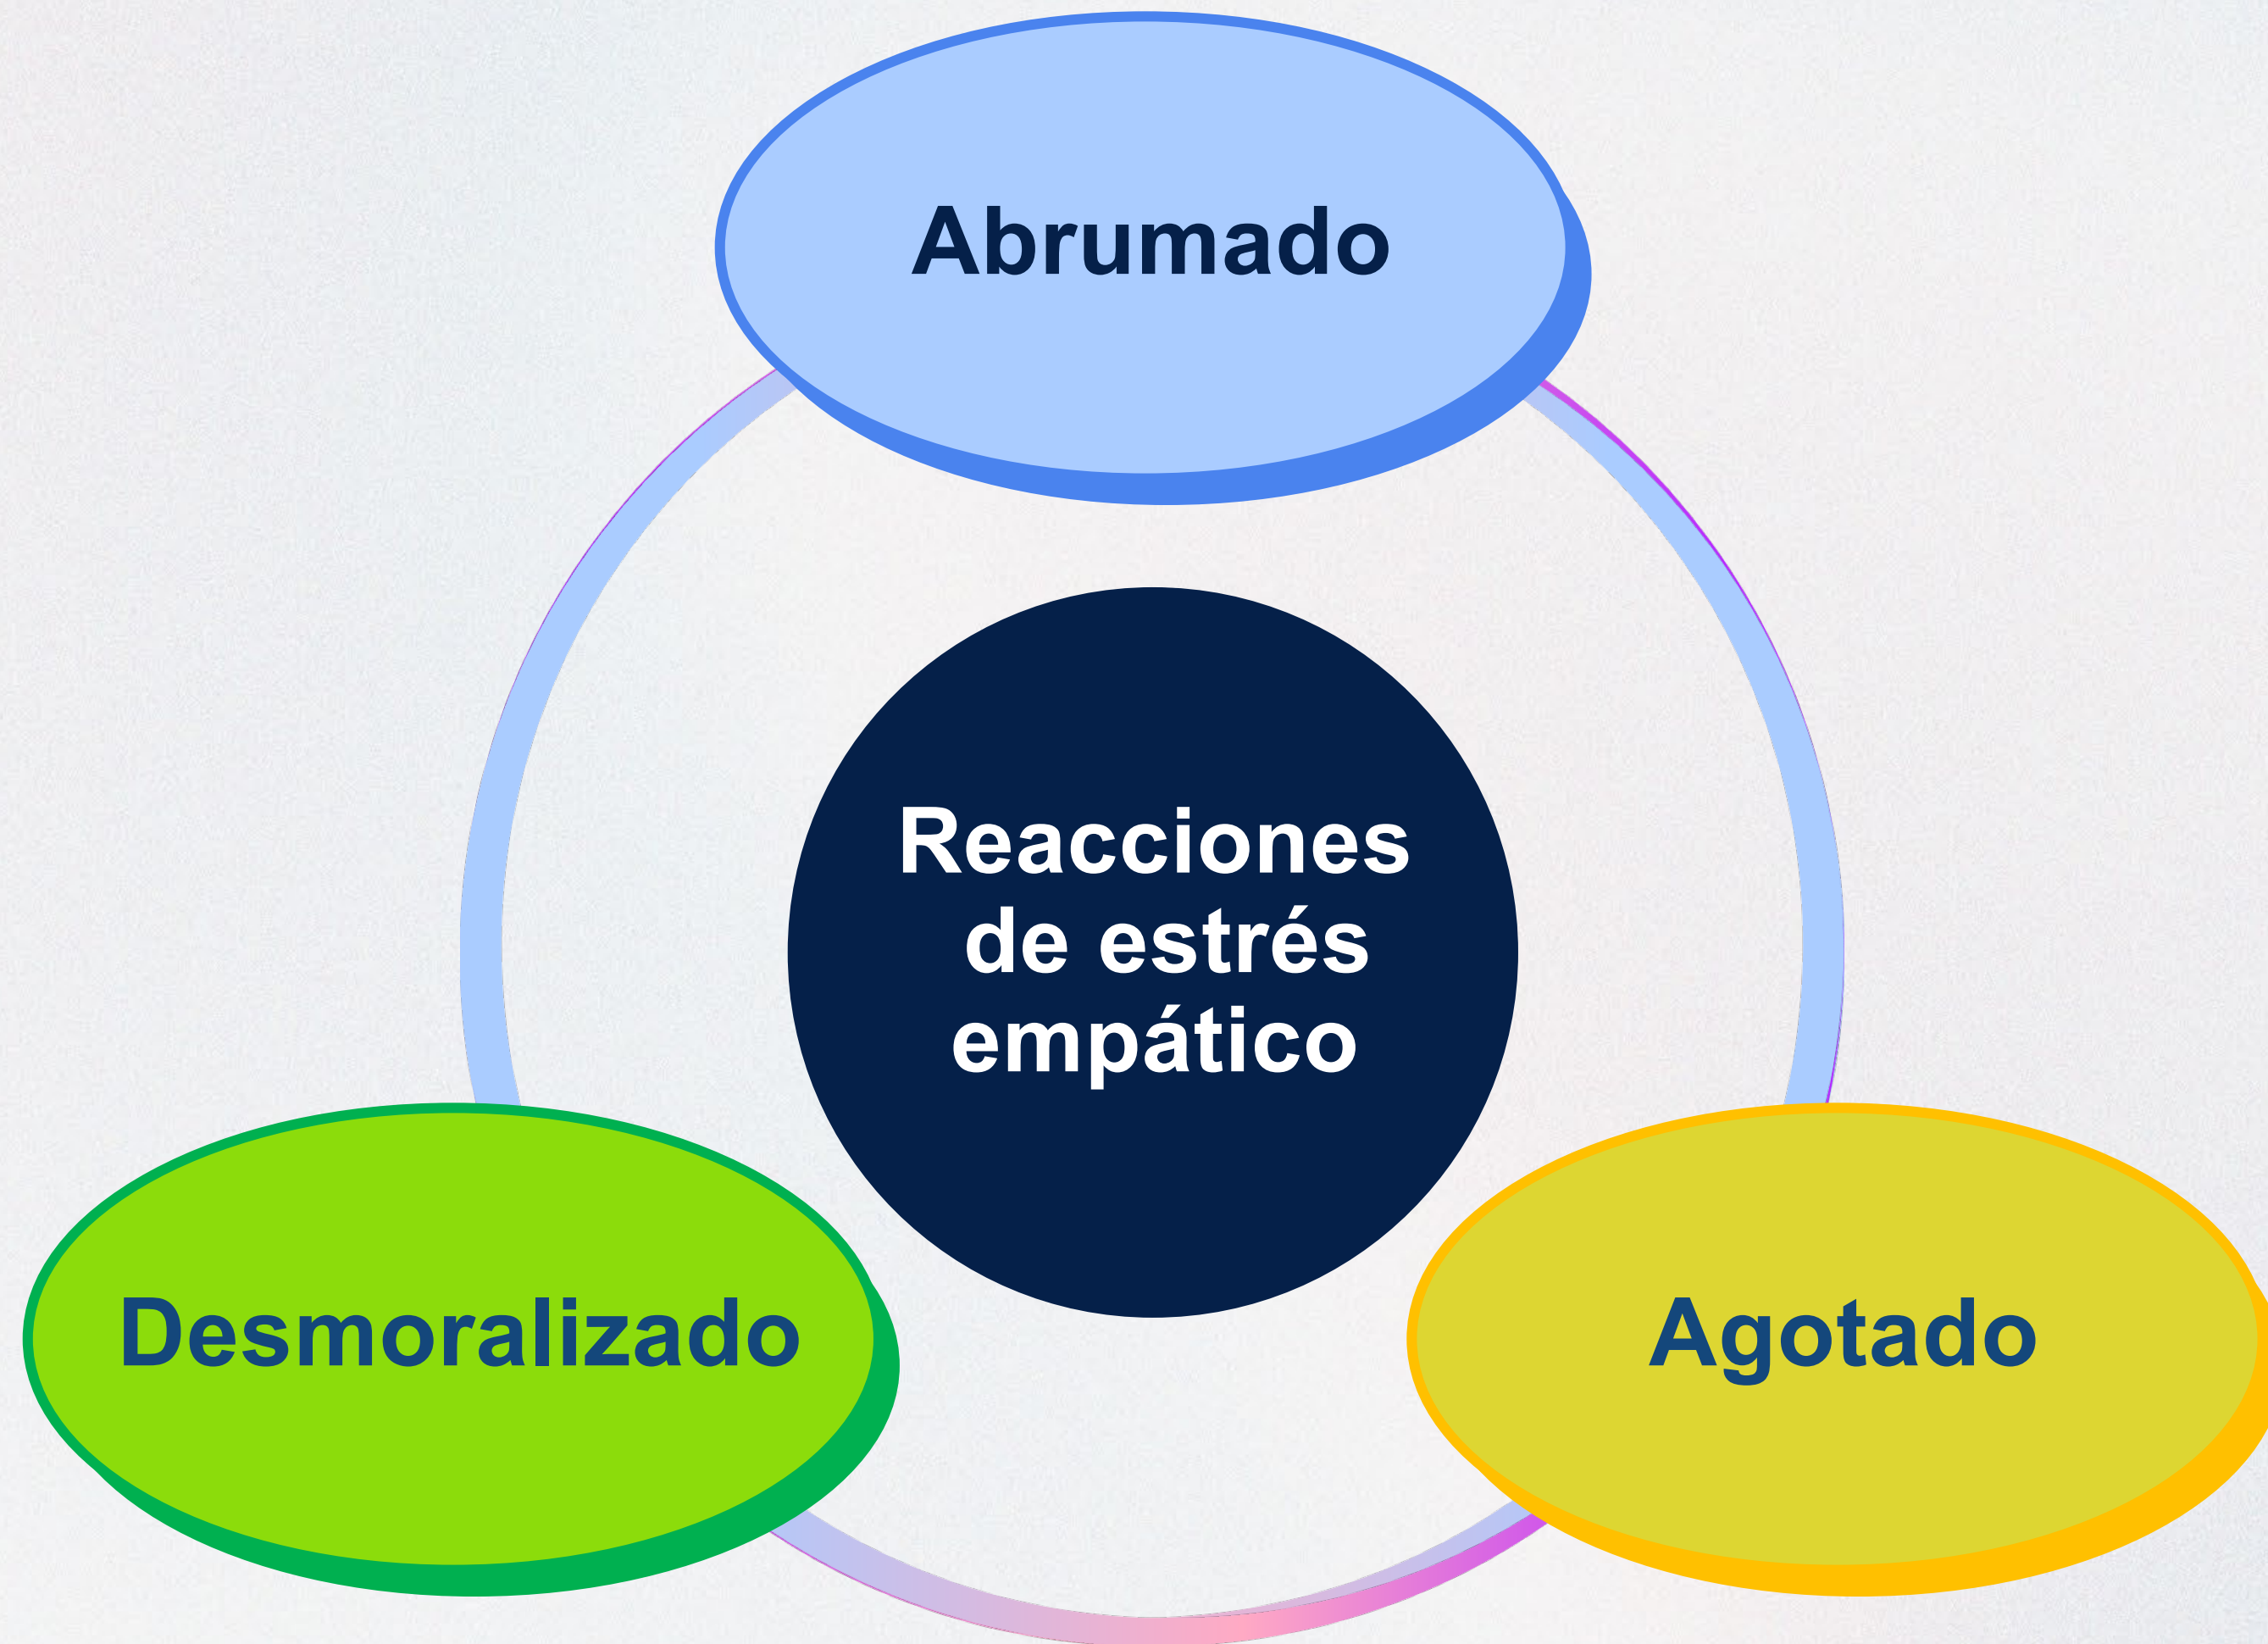 Abrumado
Reacciones
de estrés
empático
Desmoralizado
Agotado